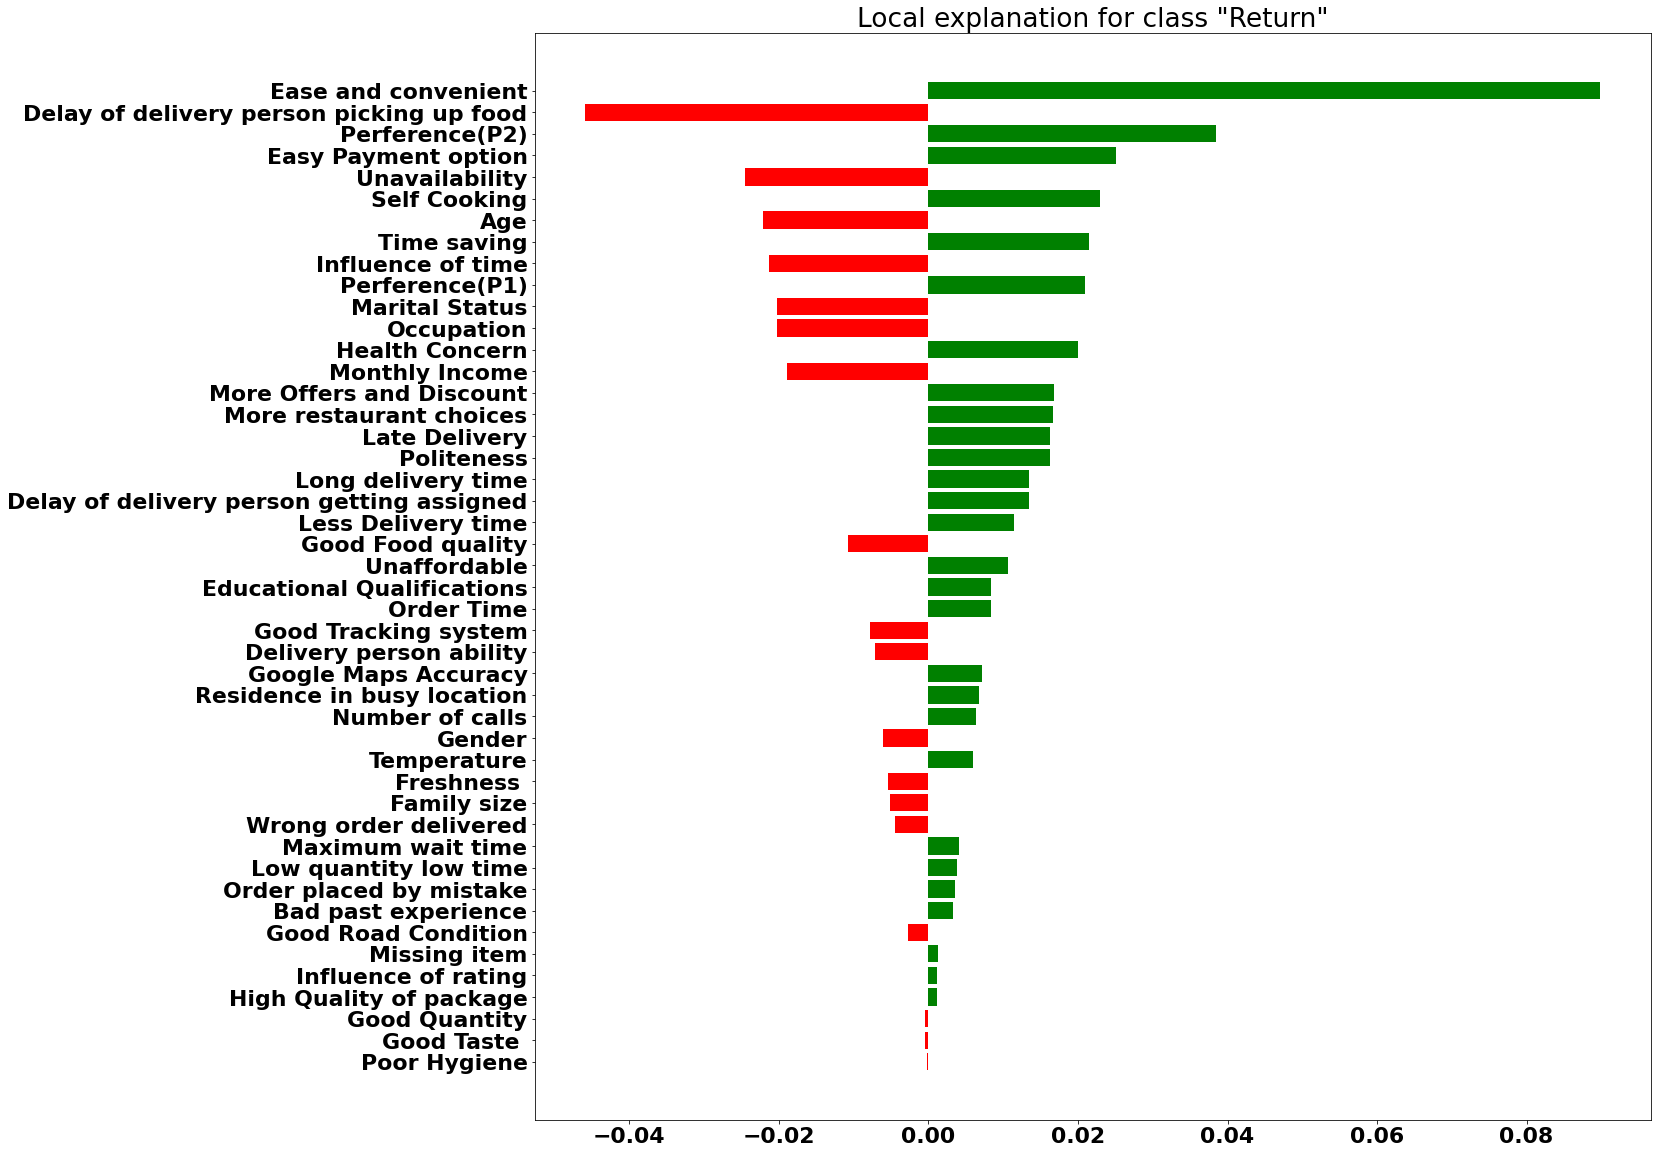 Local explanation for class "Return"
Ease and convenient
Delay of delivery person picking up food
Perference(P2)
Easy Payment option
Unavailability
Self Cooking
Age
Time saving
Influence of time
Perference(P1)
Marital Status
Occupation
Health Concern
Monthly Income
More Offers and Discount
More restaurant choices
Late Delivery
Politeness
Long delivery time
Delay of delivery person getting assigned
Less Delivery time
Good Food quality
Unaffordable
Educational Qualifications
Order Time
Good Tracking system
Delivery person ability
Google Maps Accuracy
Residence in busy location
Number of calls
Gender
Temperature
Freshness
Family size
Wrong order delivered
Maximum wait time
Low quantity low time
Order placed by mistake
Bad past experience
Good Road Condition
Missing item
Influence of rating
High Quality of package
Good Quantity
Good Taste
Poor Hygiene
−0.04 −0.02 0.00 0.02 0.04 0.06 0.08